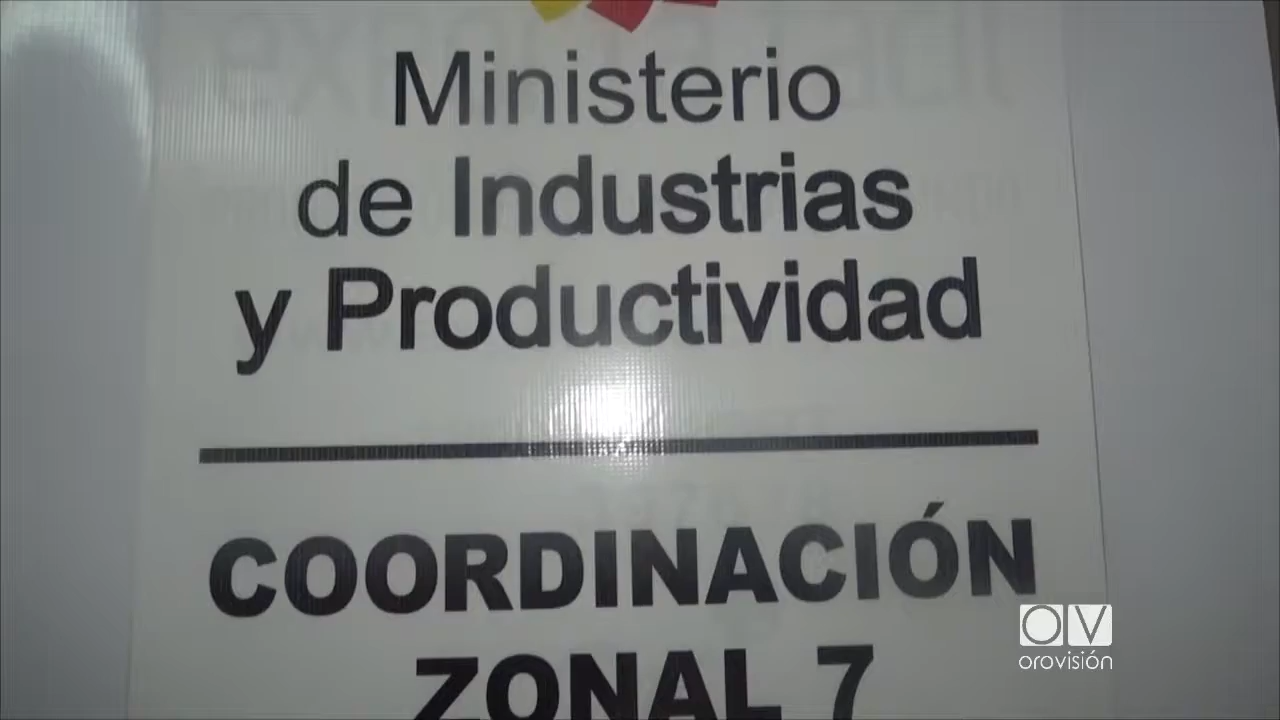 Ministerio
de Industrias
y Productividad
COORDINACIÓN
ZONAL 7
OV
orovisión